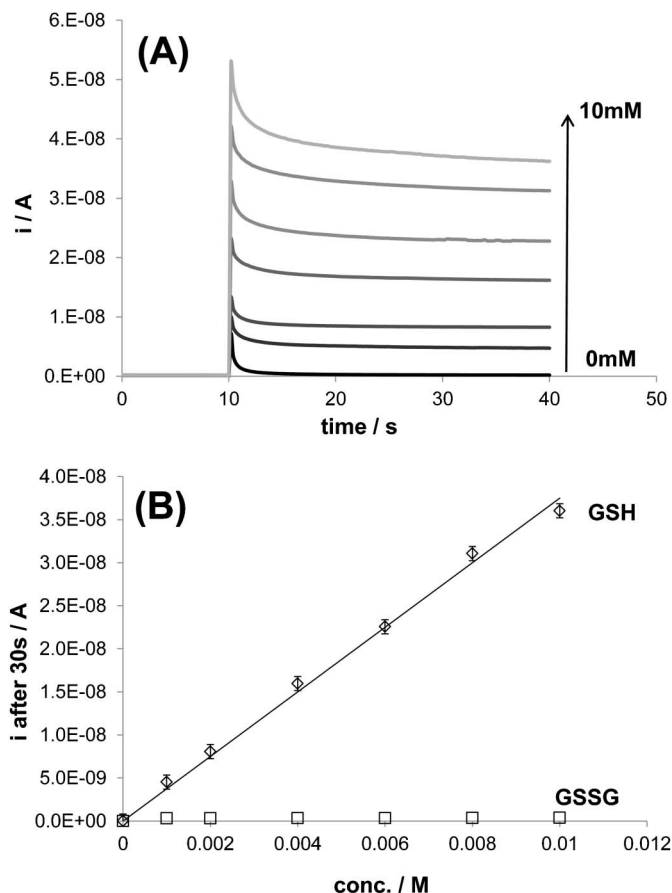 (A)
i / A
6.E-08
5.E-08
4.E-08
3.E-08
2.E-08
1.E-08
0.E+00
10mM
0mM
0 10 20 30 40 50
time / s
(B)
i after 30s / A
4.0E-08
3.5E-08
3.0E-08
2.5E-08
2.0E-08
1.5E-08
1.0E-08
5.0E-09
0.0E+00
GSH
GSSG
0 0.002 0.004 0.006 0.008 0.01 0.012
conc. / M